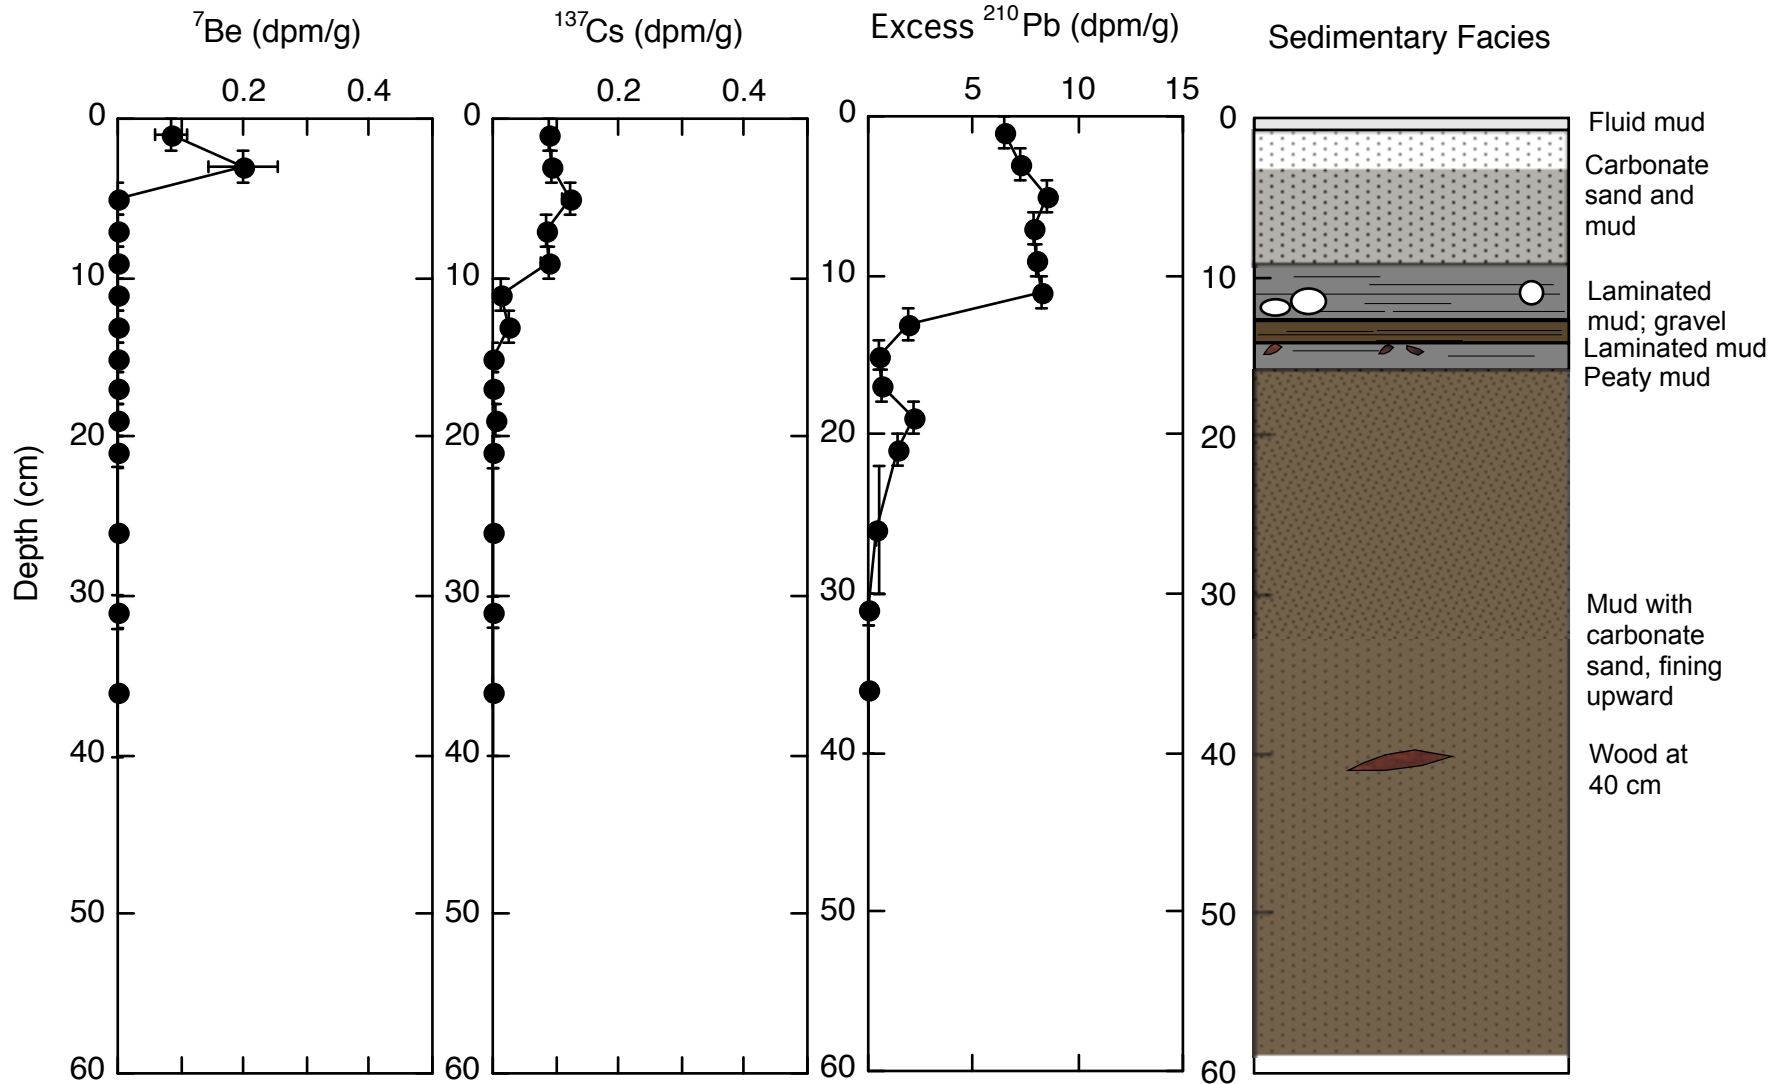 ⁷Be (dpm/g)
¹³⁷Cs (dpm/g)
Excess ²¹⁰Pb (dpm/g)
Sedimentary Facies
0.2 0.4
0.2 0.4
5 10 15
0
10
20
30
40
50
60
Depth (cm)
0
10
20
30
40
50
60
0
10
20
30
40
50
60
0
10
20
30
40
50
60
Fluid mud
Carbonate
sand and
mud
Laminated
mud; gravel
Laminated mud
Peaty mud
Mud with
carbonate
sand, fining
upward
Wood at
40 cm